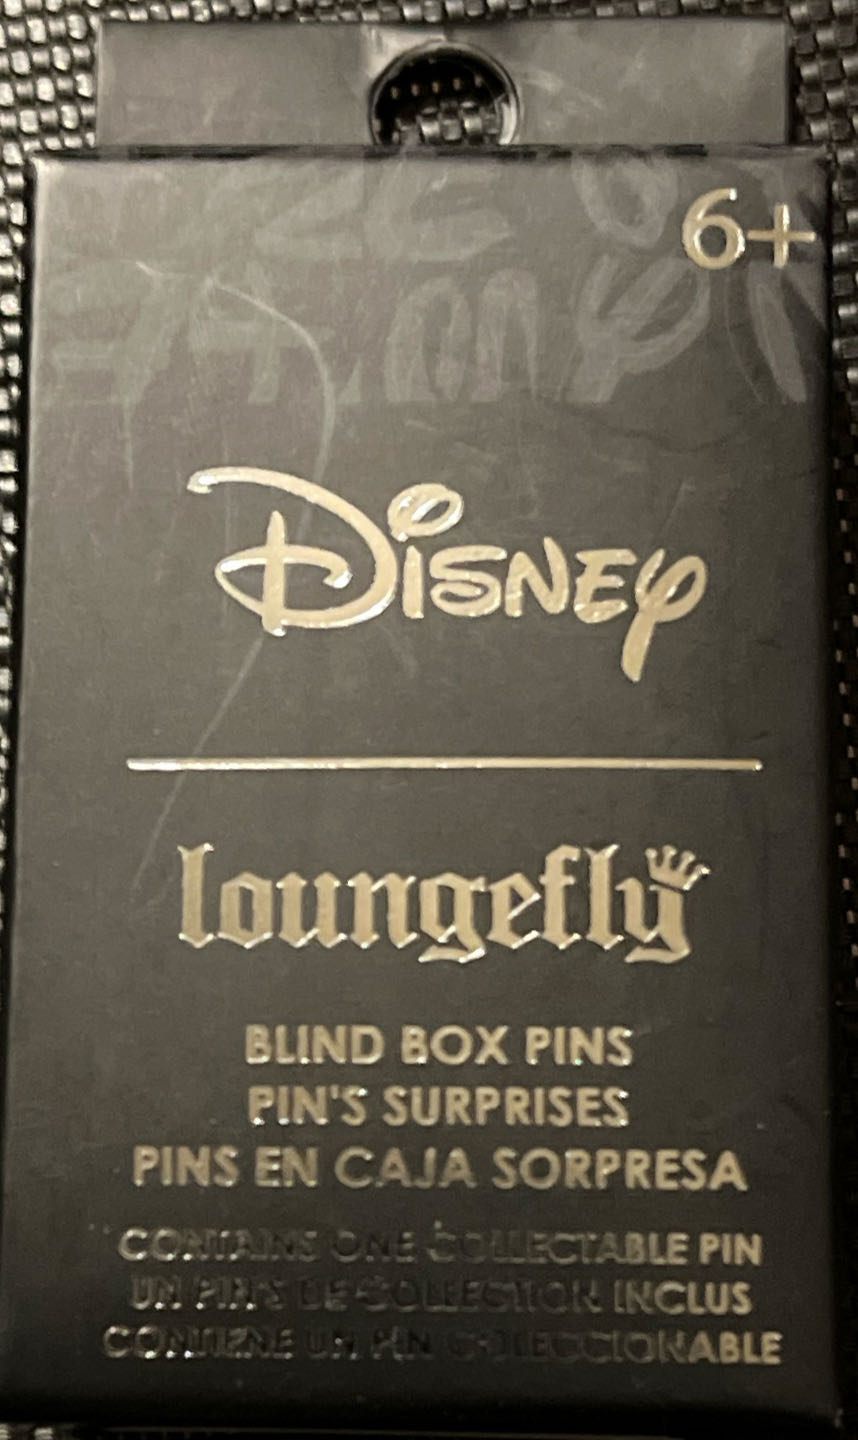 6+
Disney
loungefly
BLIND BOX PINS
PIN'S SURPRISES
PINS EN CAJA SORPRESA
CONTAINS ONE COLLECTABLE PIN
UN PIN'S DE COLLECTION INCLUS
CONTIENE UN PIN COLECCIONABLE